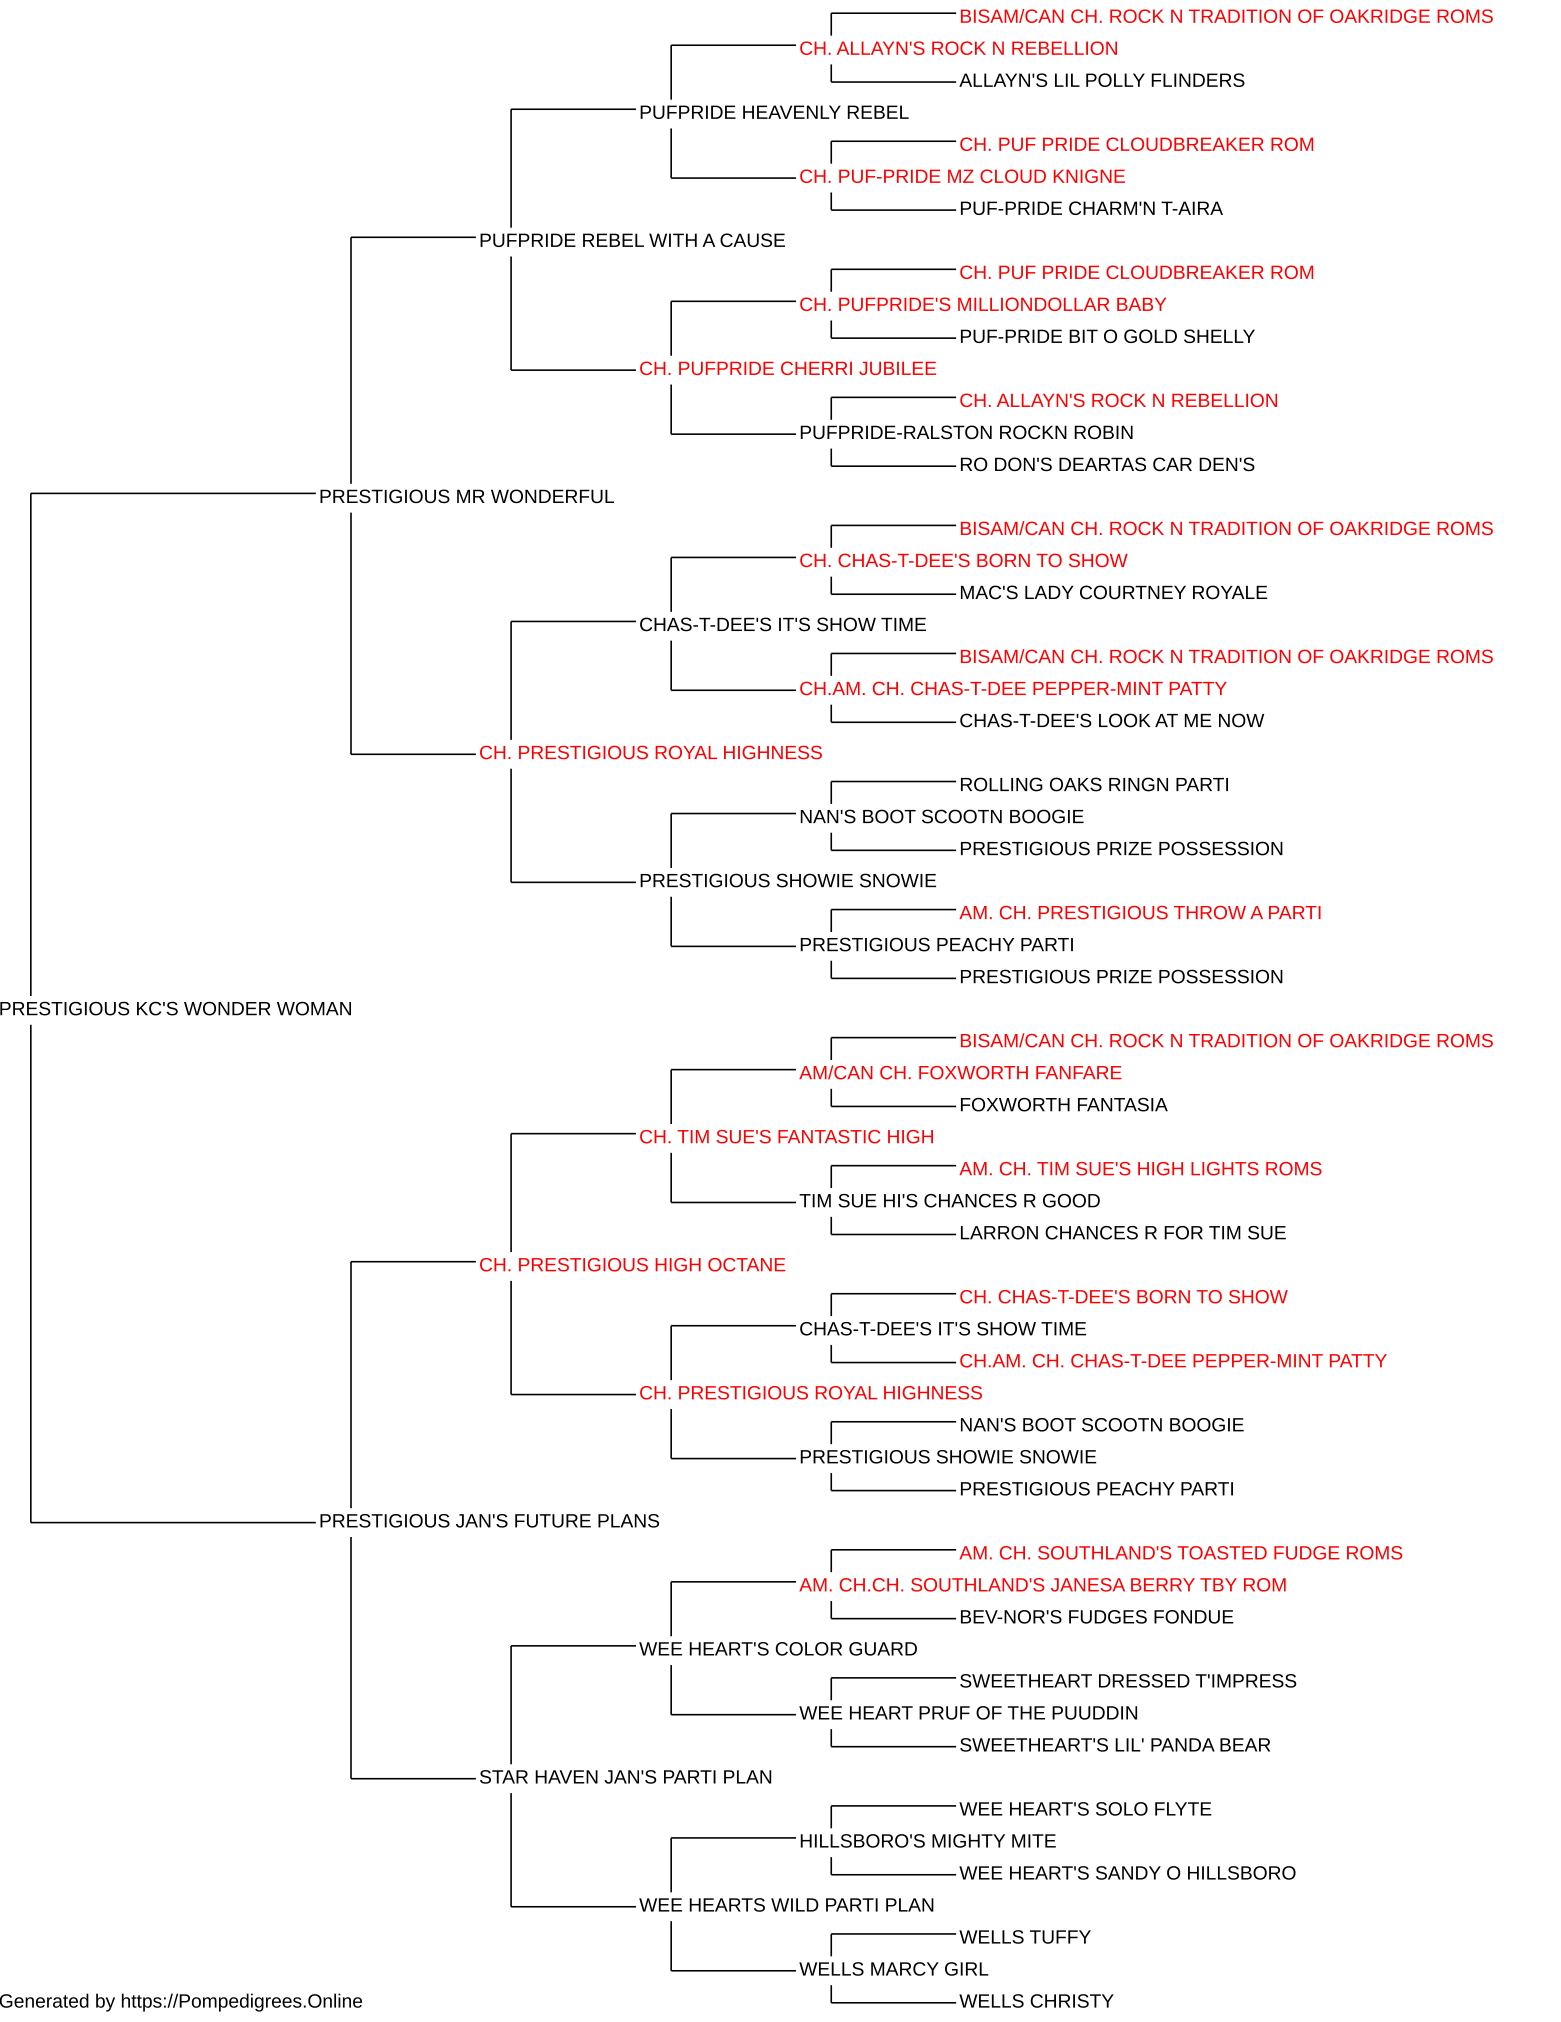 BISAM/CAN CH. ROCK N TRADITION OF OAKRIDGE ROMS
CH. ALLAYN'S ROCK N REBELLION
ALLAYN'S LIL POLLY FLINDERS
PUFPRIDE HEAVENLY REBEL
CH. PUF PRIDE CLOUDBREAKER ROM
CH. PUF-PRIDE MZ CLOUD KNIGNE
PUF-PRIDE CHARM'N T-AIRA
PUFPRIDE REBEL WITH A CAUSE
CH. PUF PRIDE CLOUDBREAKER ROM
CH. PUFPRIDE'S MILLIONDOLLAR BABY
PUF-PRIDE BIT O GOLD SHELLY
CH. PUFPRIDE CHERRI JUBILEE
CH. ALLAYN'S ROCK N REBELLION
PUFPRIDE-RALSTON ROCKN ROBIN
RO DON'S DEARTAS CAR DEN'S
PRESTIGIOUS MR WONDERFUL
BISAM/CAN CH. ROCK N TRADITION OF OAKRIDGE ROMS
CH. CHAS-T-DEE'S BORN TO SHOW
MAC'S LADY COURTNEY ROYALE
CHAS-T-DEE'S IT'S SHOW TIME
BISAM/CAN CH. ROCK N TRADITION OF OAKRIDGE ROMS
CH.AM. CH. CHAS-T-DEE PEPPER-MINT PATTY
CHAS-T-DEE'S LOOK AT ME NOW
CH. PRESTIGIOUS ROYAL HIGHNESS
ROLLING OAKS RINGN PARTI
NAN'S BOOT SCOOTN BOOGIE
PRESTIGIOUS PRIZE POSSESSION
PRESTIGIOUS SHOWIE SNOWIE
AM. CH. PRESTIGIOUS THROW A PARTI
PRESTIGIOUS PEACHY PARTI
PRESTIGIOUS PRIZE POSSESSION
PRESTIGIOUS KC'S WONDER WOMAN
BISAM/CAN CH. ROCK N TRADITION OF OAKRIDGE ROMS
AM/CAN CH. FOXWORTH FANFARE
FOXWORTH FANTASIA
CH. TIM SUE'S FANTASTIC HIGH
AM. CH. TIM SUE'S HIGH LIGHTS ROMS
TIM SUE HI'S CHANCES R GOOD
LARRON CHANCES R FOR TIM SUE
CH. PRESTIGIOUS HIGH OCTANE
CH. CHAS-T-DEE'S BORN TO SHOW
CHAS-T-DEE'S IT'S SHOW TIME
CH.AM. CH. CHAS-T-DEE PEPPER-MINT PATTY
CH. PRESTIGIOUS ROYAL HIGHNESS
NAN'S BOOT SCOOTN BOOGIE
PRESTIGIOUS SHOWIE SNOWIE
PRESTIGIOUS PEACHY PARTI
PRESTIGIOUS JAN'S FUTURE PLANS
AM. CH. SOUTHLAND'S TOASTED FUDGE ROMS
AM. CH.CH. SOUTHLAND'S JANESA BERRY TBY ROM
BEV-NOR'S FUDGES FONDUE
WEE HEART'S COLOR GUARD
SWEETHEART DRESSED T'IMPRESS
WEE HEART PRUF OF THE PUUDDIN
SWEETHEART'S LIL' PANDA BEAR
STAR HAVEN JAN'S PARTI PLAN
WEE HEART'S SOLO FLYTE
HILLSBORO'S MIGHTY MITE
WEE HEART'S SANDY O HILLSBORO
WEE HEARTS WILD PARTI PLAN
WELLS TUFFY
WELLS MARCY GIRL
WELLS CHRISTY
Generated by https://Pompedigrees.Online